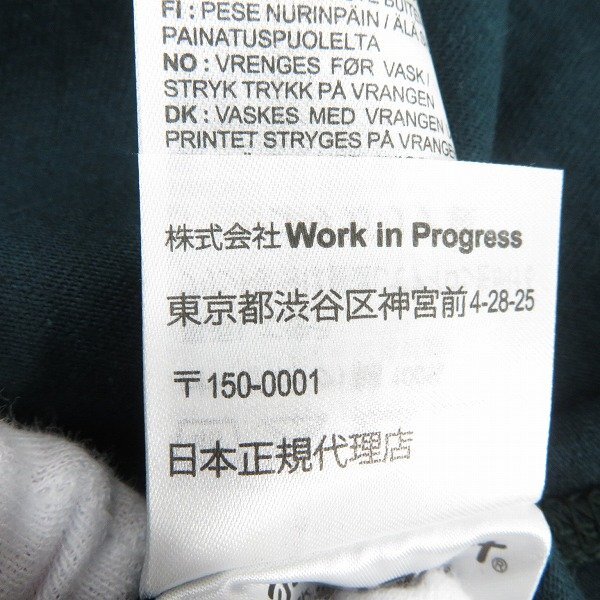 FI : PESE NURINPÄIN / ÄLÄ
PAINATUSPUOLELTA
NO : VRENGES FØR VASK /
STRYK TRYKK PÅ VRANGEN
DK : VASKES MED VRANGEN
PRINTET STRYGES PÅ VRANGEN
株式会社 Work in Progress
東京都渋谷区神宮前4-28-25
〒150-0001
日本正規代理店